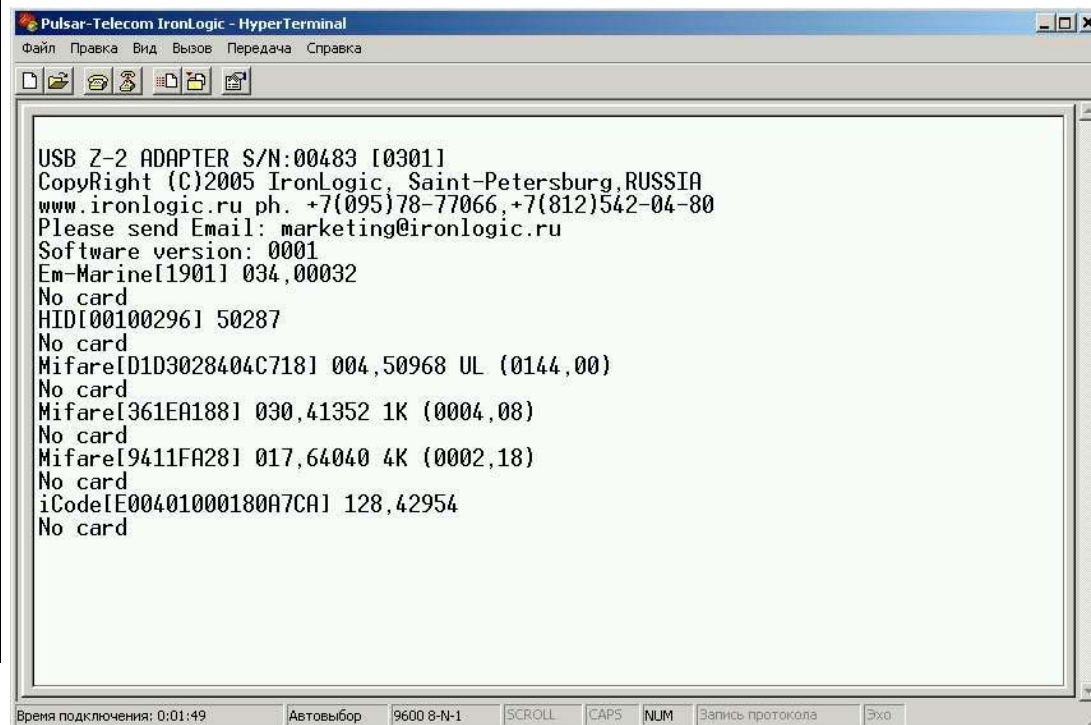 Pulsar-Telecom IronLogic - HyperTerminal
Файл Правка Вид Вызов Передача Справка
USB Z-2 ADAPTER S/N:00483 [0301]
CopyRight (C)2005 IronLogic, Saint-Petersburg,RUSSIA
www.ironlogic.ru ph. +7(095)78-77066,+7(812)542-04-80
Please send Email: marketing@ironlogic.ru
Software version: 0001
Em-Marine[1901] 034,00032
No card
HID[00100296] 50287
No card
Mifare[D1D3028404C718] 004,50968 UL (0144,00)
No card
Mifare[361EA188] 030,41352 1K (0004,08)
No card
Mifare[9411FA28] 017,64040 4K (0002,18)
No card
iCode[E00401000180A7CA] 128,42954
No card
Время подключения: 0:01:49 Автовыбор 9600 8-N-1 SCROLL CAPS NUM Запись протокола Эхо